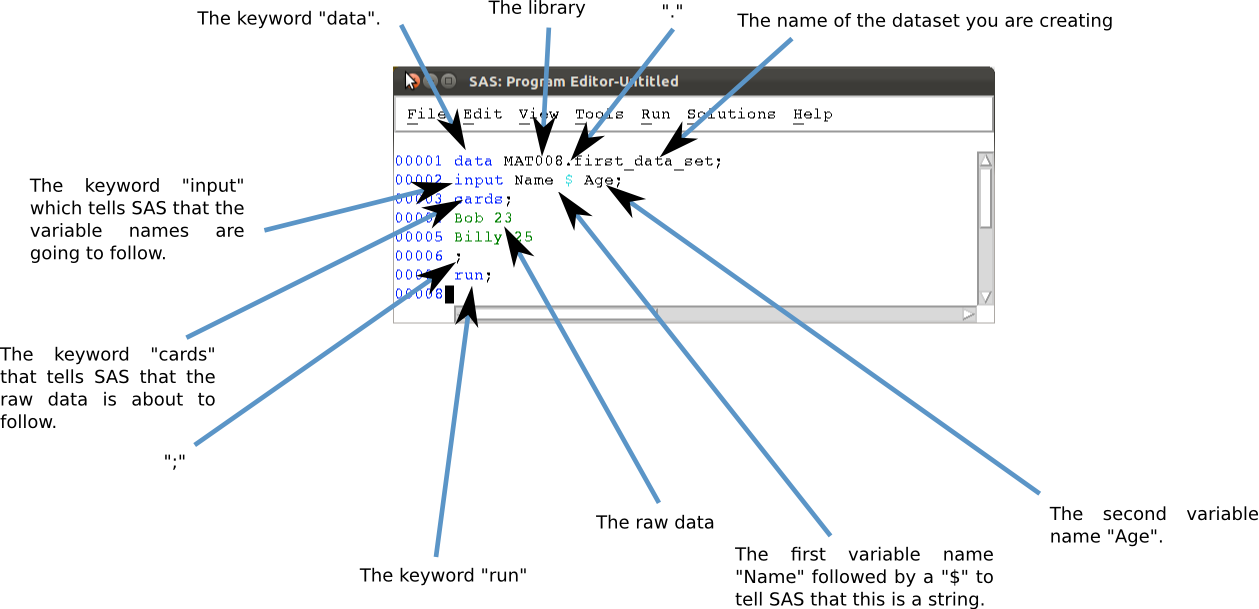 The keyword "data".
The library
"."
The name of the dataset you are creating
SAS: Program Editor-Untitled
File Edit View Tools Run Solutions Help
00001 data MAT008.first_data_set;
00002 input Name $ Age;
00003 cards;
00004 Bob 23
00005 Billy 25
00006 ;
00007 run;
00008
The keyword "input"
which tells SAS that the
variable names are
going to follow.
The keyword "cards"
that tells SAS that the
raw data is about to
follow.
";"
The keyword "run"
The raw data
The first variable name
"Name" followed by a "$" to
tell SAS that this is a string.
The second variable
name "Age".